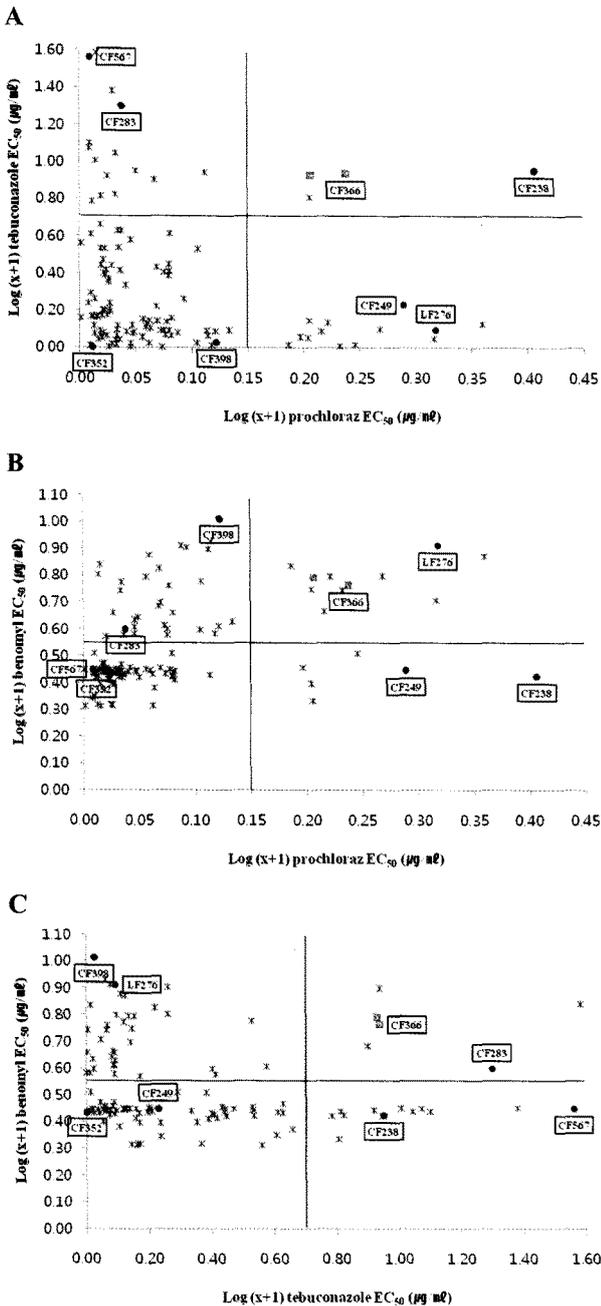 A
Log (x+1) tebuconazole EC50 (μg/mℓ)
1.60
1.40
1.20
1.00
0.80
0.60
0.40
0.20
0.00
CF567
CF283
CF366
CF238
CF249
LF276
CF352
CF398
0.00 0.05 0.10 0.15 0.20 0.25 0.30 0.35 0.40 0.45
Log (x+1) prochloraz EC50 (μg/mℓ)
B
Log (x+1) benomyl EC50 (μg/mℓ)
1.10
1.00
0.90
0.80
0.70
0.60
0.50
0.40
0.30
0.20
0.10
0.00
CF398
LF276
CF366
CF283
CF567
CF352
CF249
CF238
0.00 0.05 0.10 0.15 0.20 0.25 0.30 0.35 0.40 0.45
Log (x+1) prochloraz EC50 (μg/mℓ)
C
Log (x+1) benomyl EC50 (μg/mℓ)
1.10
1.00
0.90
0.80
0.70
0.60
0.50
0.40
0.30
0.20
0.10
0.00
CF398
LF276
CF366
CF283
CF249
CF352
CF238
CF567
0.00 0.20 0.40 0.60 0.80 1.00 1.20 1.40 1.60
Log (x+1) tebuconazole EC50 (μg/mℓ)